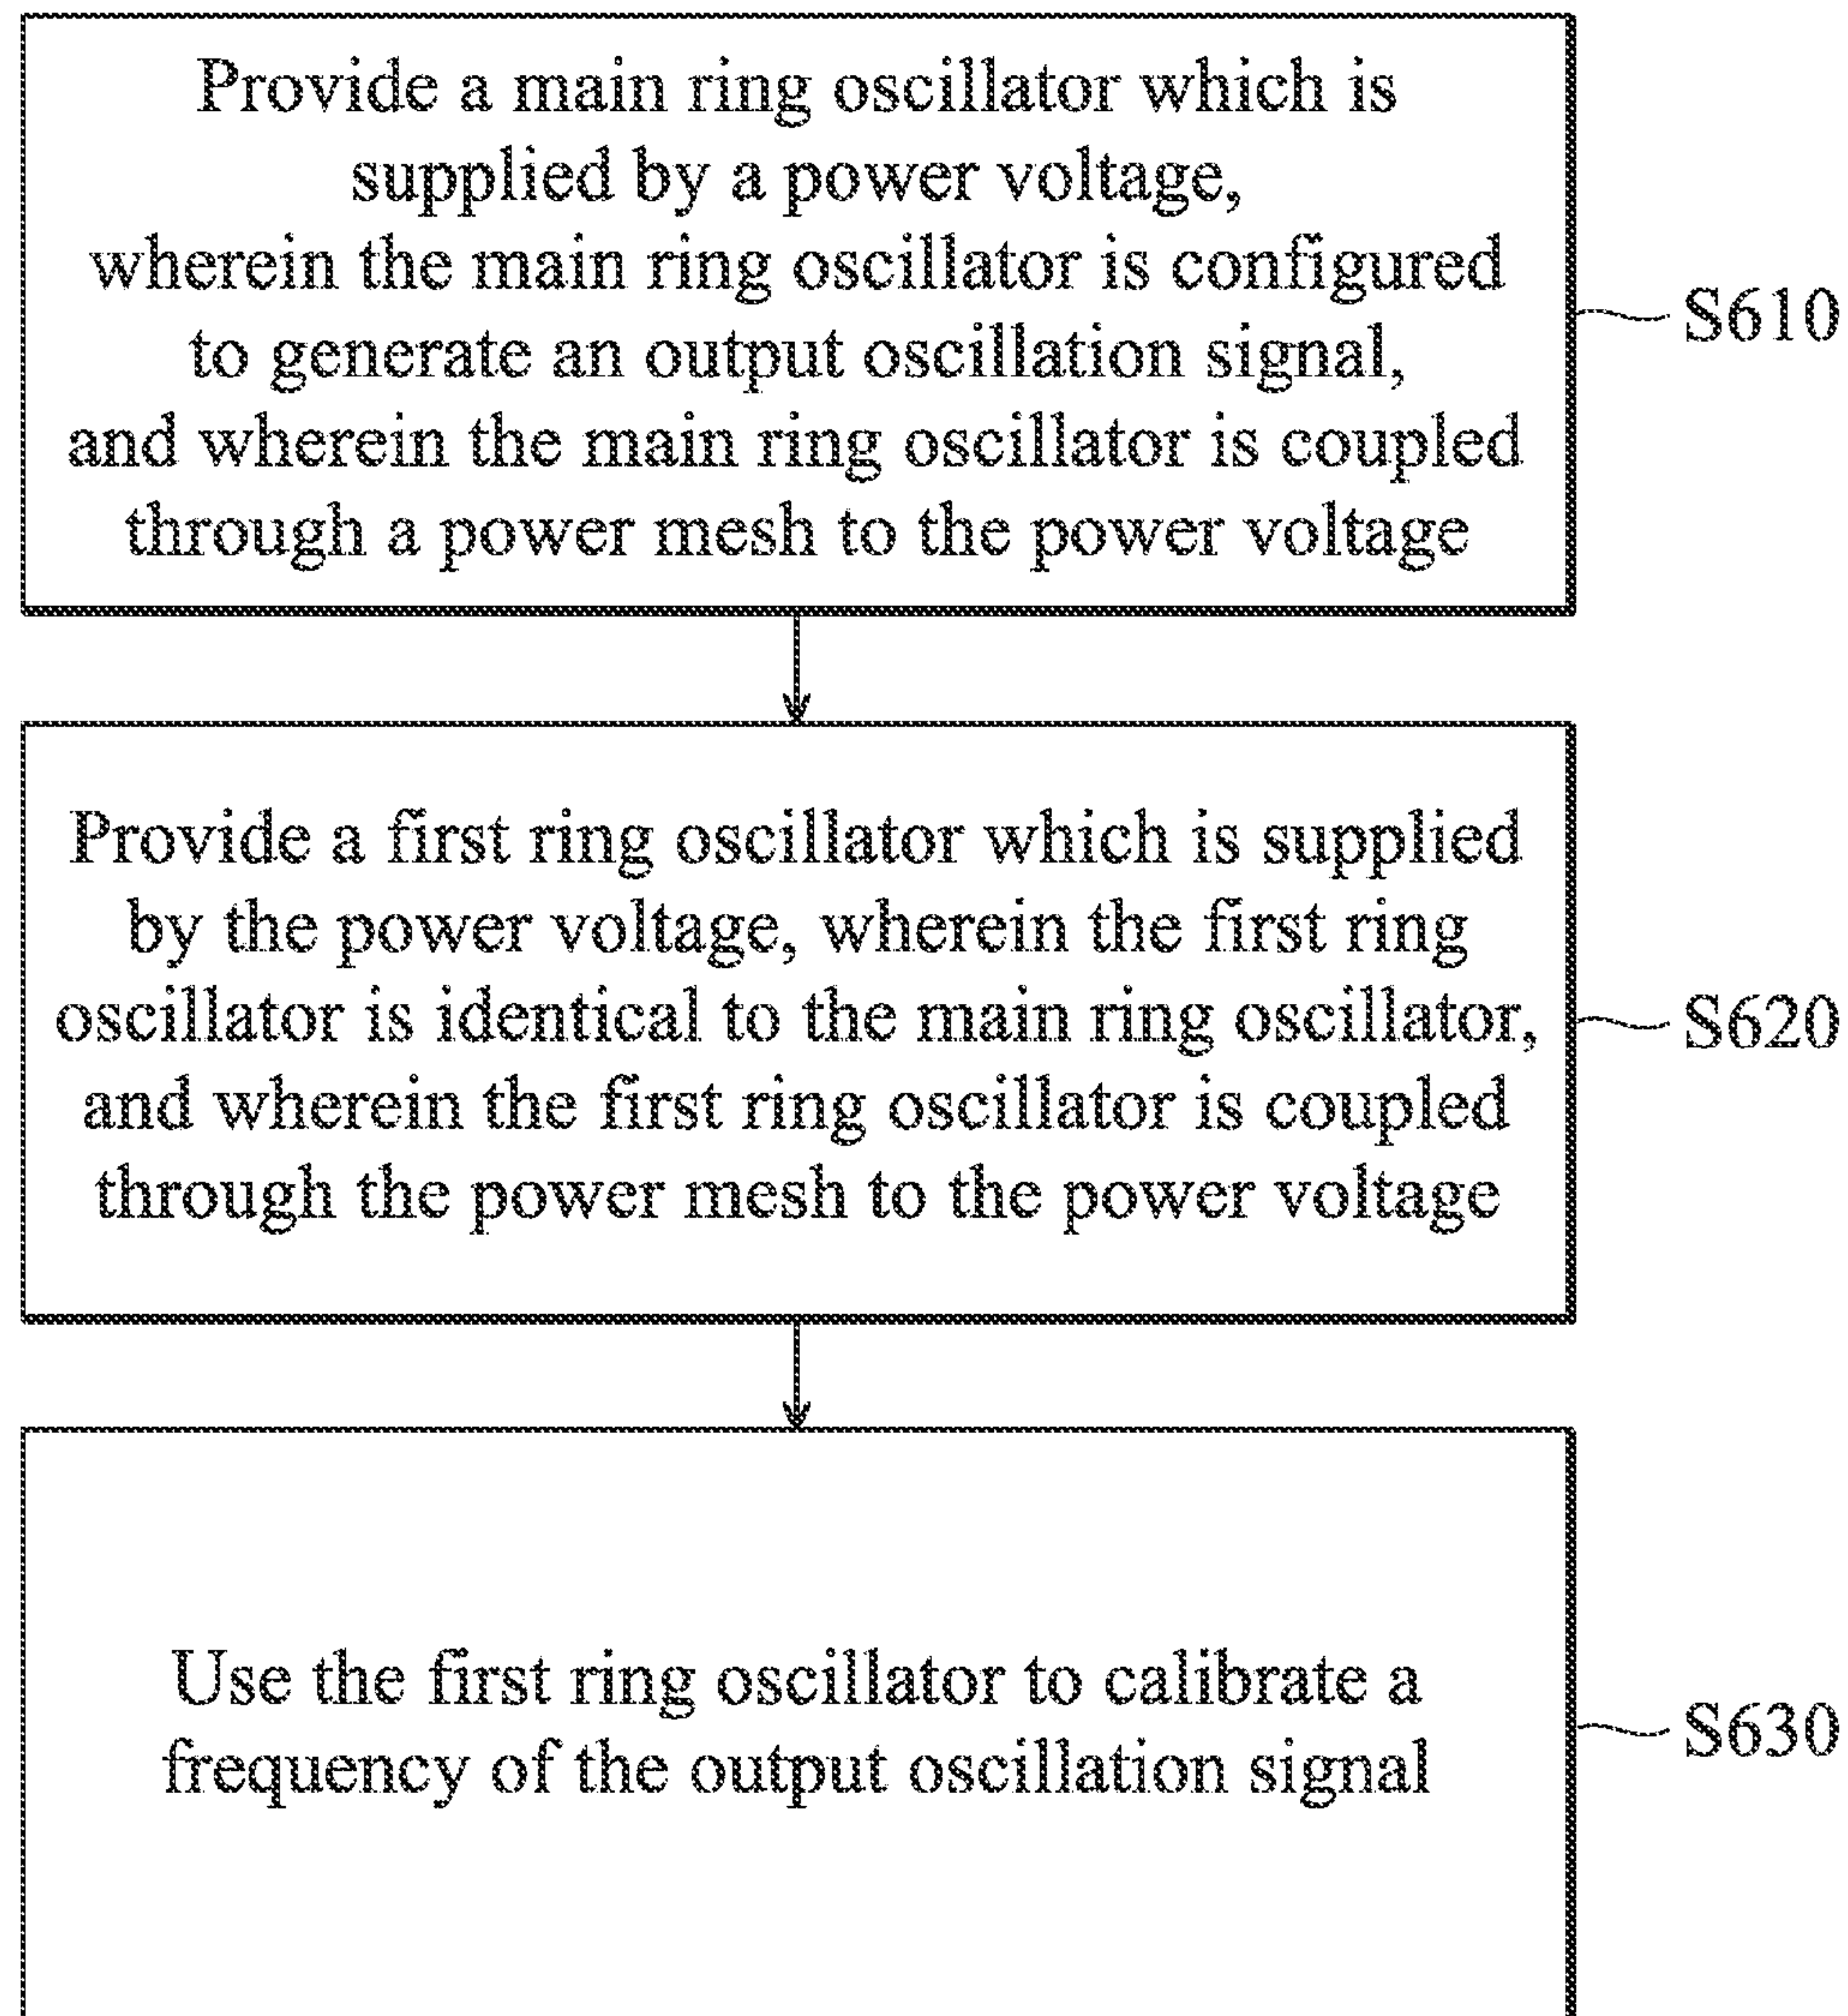 Provide a main ring oscillator which is
supplied by a power voltage,
wherein the main ring oscillator is configured
to generate an output oscillation signal,
and wherein the main ring oscillator is coupled
through a power mesh to the power voltage
S610
Provide a first ring oscillator which is supplied
by the power voltage, wherein the first ring
oscillator is identical to the main ring oscillator,
and wherein the first ring oscillator is coupled
through the power mesh to the power voltage
S620
Use the first ring oscillator to calibrate a
frequency of the output oscillation signal
S630